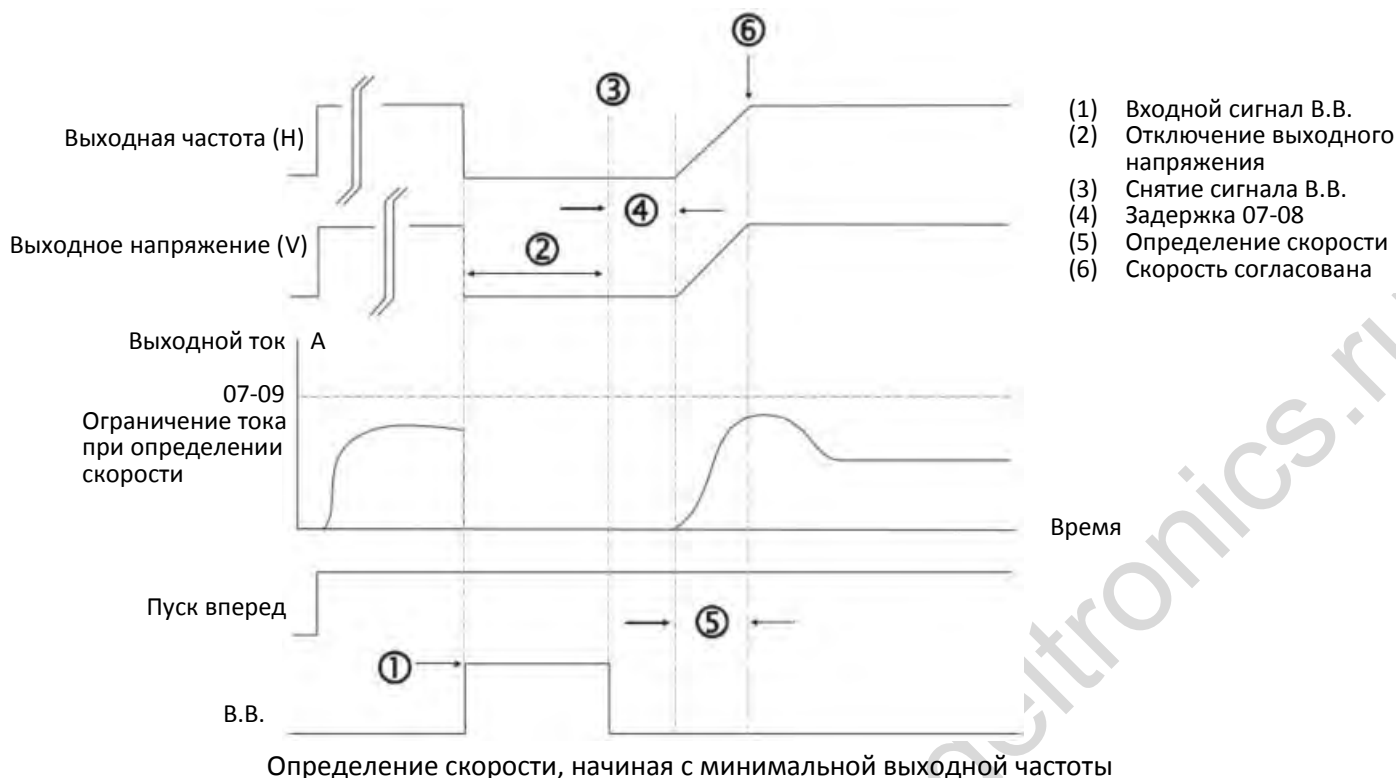 ⑥
③
Выходная частота (H)
④
Выходное напряжение (V)
②
Выходной ток A
07-09
Ограничение тока
при определении
скорости
Время
Пуск вперед
⑤
①
B.B.
(1) Входной сигнал B.B.
(2) Отключение выходного
напряжения
(3) Снятие сигнала B.B.
(4) Задержка 07-08
(5) Определение скорости
(6) Скорость согласована
Определение скорости, начиная с минимальной выходной частоты